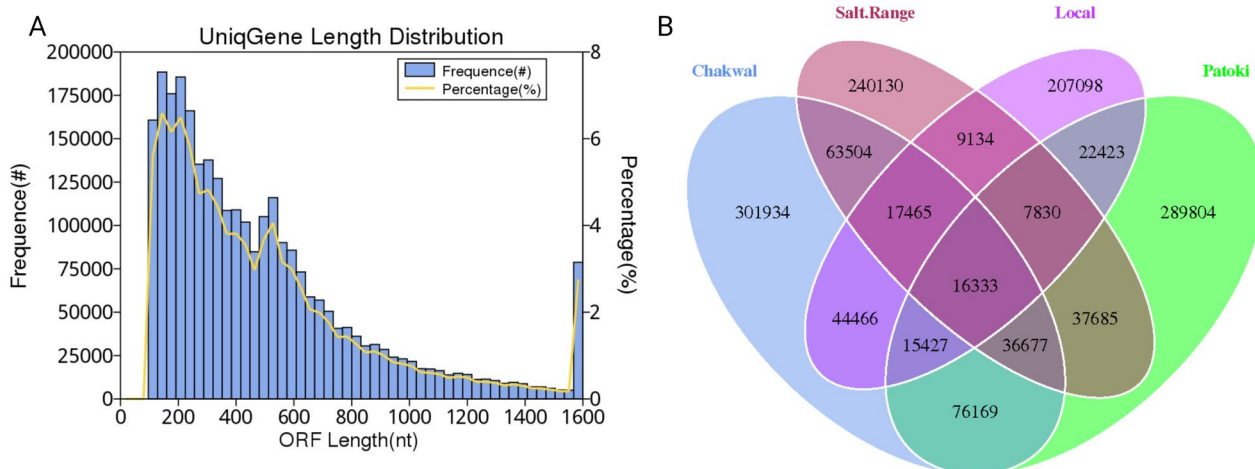 A
UniqGene Length Distribution
Frequence(#)
Percentage(%)
200000
175000
150000
125000
100000
75000
50000
25000
0
8
6
4
2
0
Frequence(#)
Percentage(%)
0 200 400 600 800 1000 1200 1400 1600
ORF Length(nt)
B
Salt.Range Local
Chakwal Patoki
240130 207098
9134
63504 22423
301934 17465 7830 289804
16333
44466 37685
15427 36677
76169